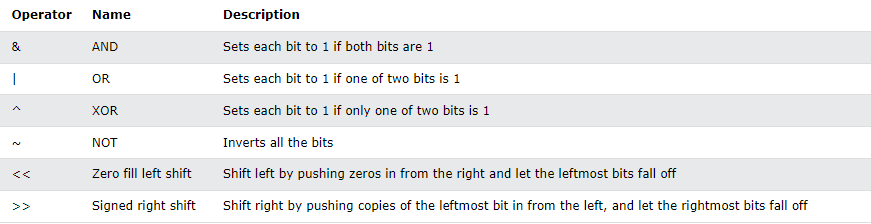 Operator Name Description
& AND Sets each bit to 1 if both bits are 1
| OR Sets each bit to 1 if one of two bits is 1
^ XOR Sets each bit to 1 if only one of two bits is 1
~ NOT Inverts all the bits
<< Zero fill left shift Shift left by pushing zeros in from the right and let the leftmost bits fall off
>> Signed right shift Shift right by pushing copies of the leftmost bit in from the left, and let the rightmost bits fall off